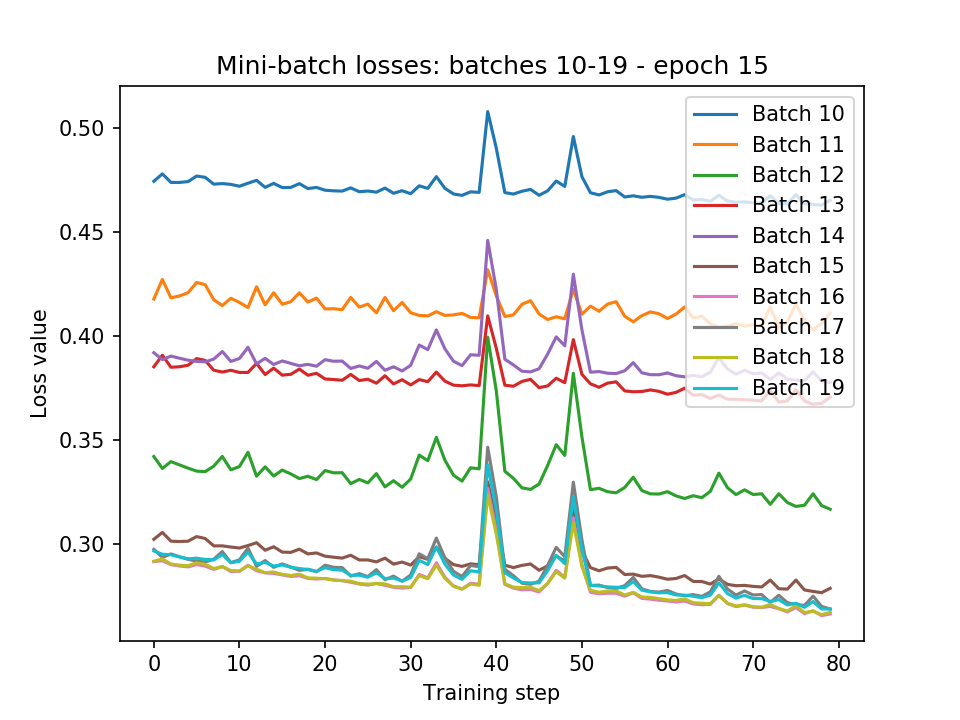 Mini-batch losses: batches 10-19 - epoch 15
Loss value
0.50
0.45
0.40
0.35
0.30
Batch 10
Batch 11
Batch 12
Batch 13
Batch 14
Batch 15
Batch 16
Batch 17
Batch 18
Batch 19
0 10 20 30 40 50 60 70 80
Training step